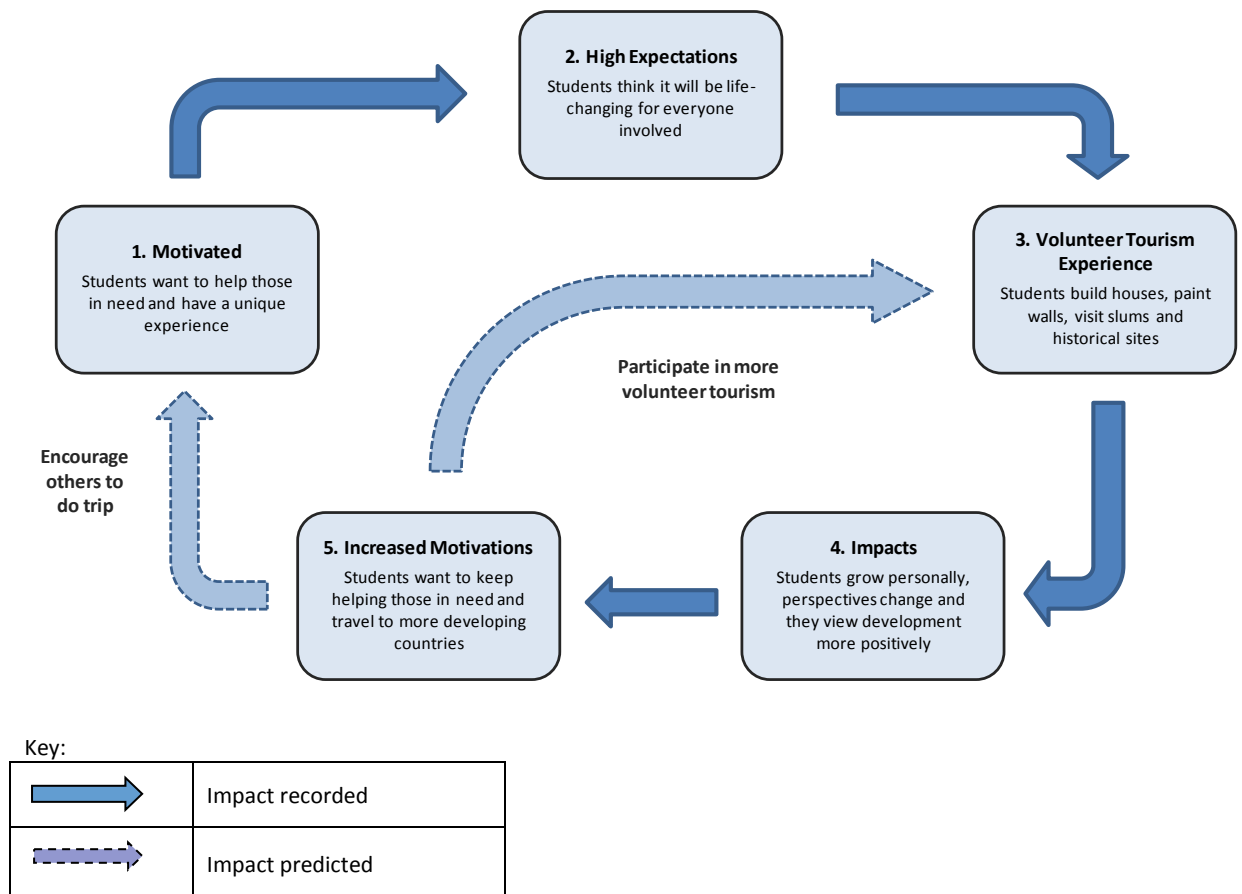 2. High Expectations
Students think it will be life-
changing for everyone
involved
1. Motivated
Students want to help those
in need and have a unique
experience
3. Volunteer Tourism
Experience
Students build houses, paint
walls, visit slums and
historical sites
Participate in more
volunteer tourism
Encourage
others to
do trip
5. Increased Motivations
Students want to keep
helping those in need and
travel to more developing
countries
4. Impacts
Students grow personally,
perspectives change and
they view development
more positively
Key:
Impact recorded
Impact predicted